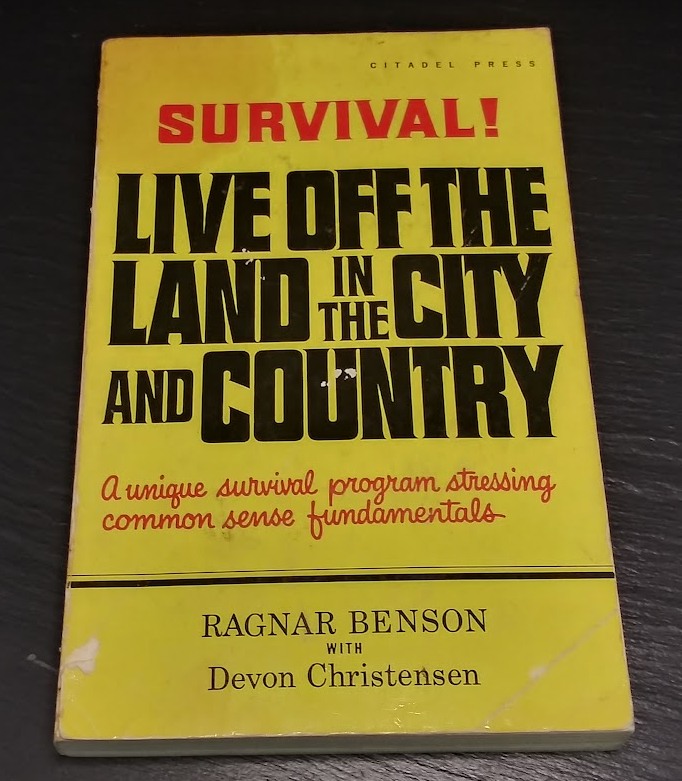 CITADEL PRESS
SURVIVAL!
LIVE OFF THE
LAND IN THE CITY
AND COUNTRY
A unique survival program stressing
common sense fundamentals
RAGNAR BENSON
WITH
Devon Christensen